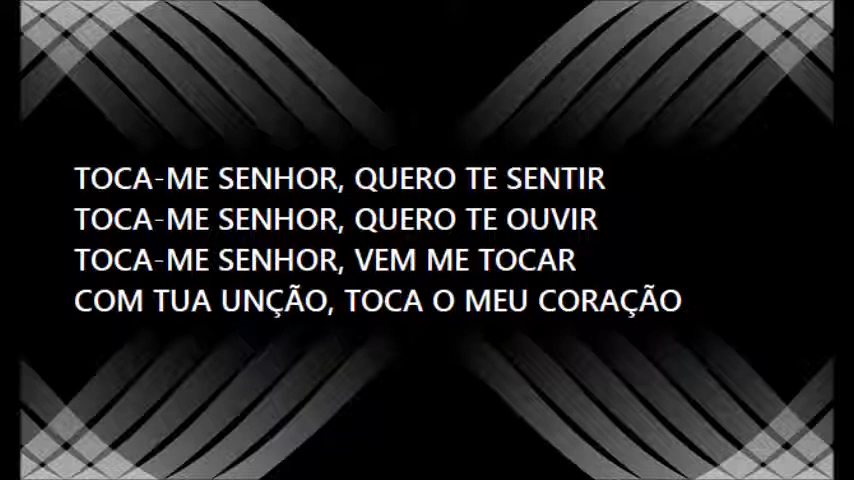 TOCA-ME SENHOR, QUERO TE SENTIR
TOCA-ME SENHOR, QUERO TE OUVIR
TOCA-ME SENHOR, VEM ME TOCAR
COM TUA UNÇÃO, TOCA O MEU CORAÇÃO